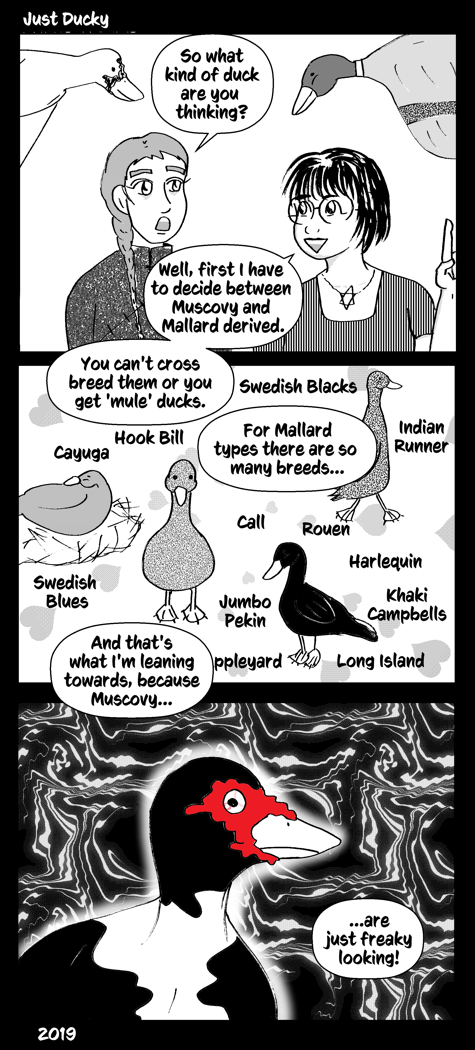 Just Ducky
So what
kind of duck
are you
thinking?
Well, first I have
to decide between
Muscovy and
Mallard derived.
You can't cross
breed them or you
get 'mule' ducks.
Swedish Blacks
Hook Bill
Cayuga
For Mallard
types there are so
many breeds...
Indian
Runner
Call
Rouen
Harlequin
Swedish
Blues
Jumbo
Pekin
Khaki
Campbells
And that's
what I'm leaning
towards, because
Muscovy...
ppleyard
Long Island
...are
just freaky
looking!
2019